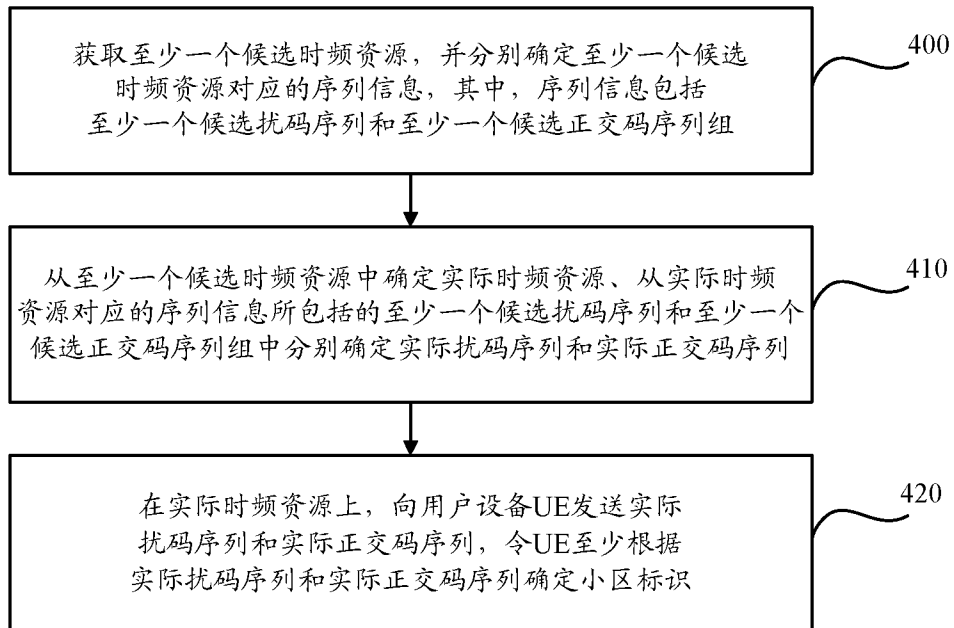 获取至少一个候选时频资源，并分别确定至少一个候选
时频资源对应的序列信息，其中，序列信息包括
至少一个候选扰码序列和至少一个候选正交码序列组
400
从至少一个候选时频资源中确定实际时频资源、从实际时频
资源对应的序列信息所包括的至少一个候选扰码序列和至少一个
候选正交码序列组中分别确定实际扰码序列和实际正交码序列
410
在实际时频资源上，向用户设备UE发送实际
扰码序列和实际正交码序列，令UE至少根据
实际扰码序列和实际正交码序列确定小区标识
420